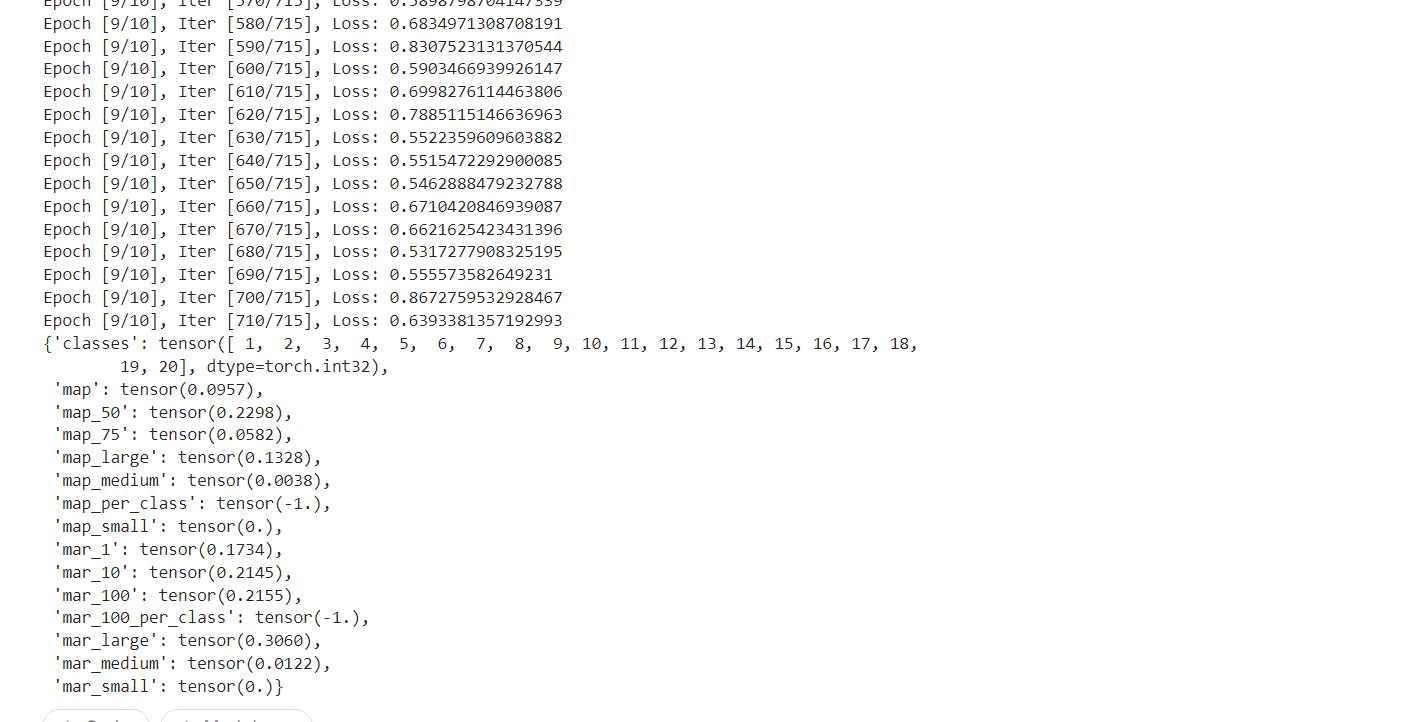 Epoch [9/10], Iter [570/715], Loss: 0.5898798704147339
Epoch [9/10], Iter [580/715], Loss: 0.6834971308708191
Epoch [9/10], Iter [590/715], Loss: 0.8307523131370544
Epoch [9/10], Iter [600/715], Loss: 0.5903466939926147
Epoch [9/10], Iter [610/715], Loss: 0.6998276114463806
Epoch [9/10], Iter [620/715], Loss: 0.7885115146636963
Epoch [9/10], Iter [630/715], Loss: 0.5522359609603882
Epoch [9/10], Iter [640/715], Loss: 0.5515472292900085
Epoch [9/10], Iter [650/715], Loss: 0.5462888479232788
Epoch [9/10], Iter [660/715], Loss: 0.6710420846939087
Epoch [9/10], Iter [670/715], Loss: 0.6621625423431396
Epoch [9/10], Iter [680/715], Loss: 0.5317277908325195
Epoch [9/10], Iter [690/715], Loss: 0.555573582649231
Epoch [9/10], Iter [700/715], Loss: 0.8672759532928467
Epoch [9/10], Iter [710/715], Loss: 0.6393381357192993
{'classes': tensor([ 1,  2,  3,  4,  5,  6,  7,  8,  9, 10, 11, 12, 13, 14, 15, 16, 17, 18,
        19, 20], dtype=torch.int32),
 'map': tensor(0.0957),
 'map_50': tensor(0.2298),
 'map_75': tensor(0.0582),
 'map_large': tensor(0.1328),
 'map_medium': tensor(0.0038),
 'map_per_class': tensor(-1.),
 'map_small': tensor(0.),
 'mar_1': tensor(0.1734),
 'mar_10': tensor(0.2145),
 'mar_100': tensor(0.2155),
 'mar_100_per_class': tensor(-1.),
 'mar_large': tensor(0.3060),
 'mar_medium': tensor(0.0122),
 'mar_small': tensor(0.)}